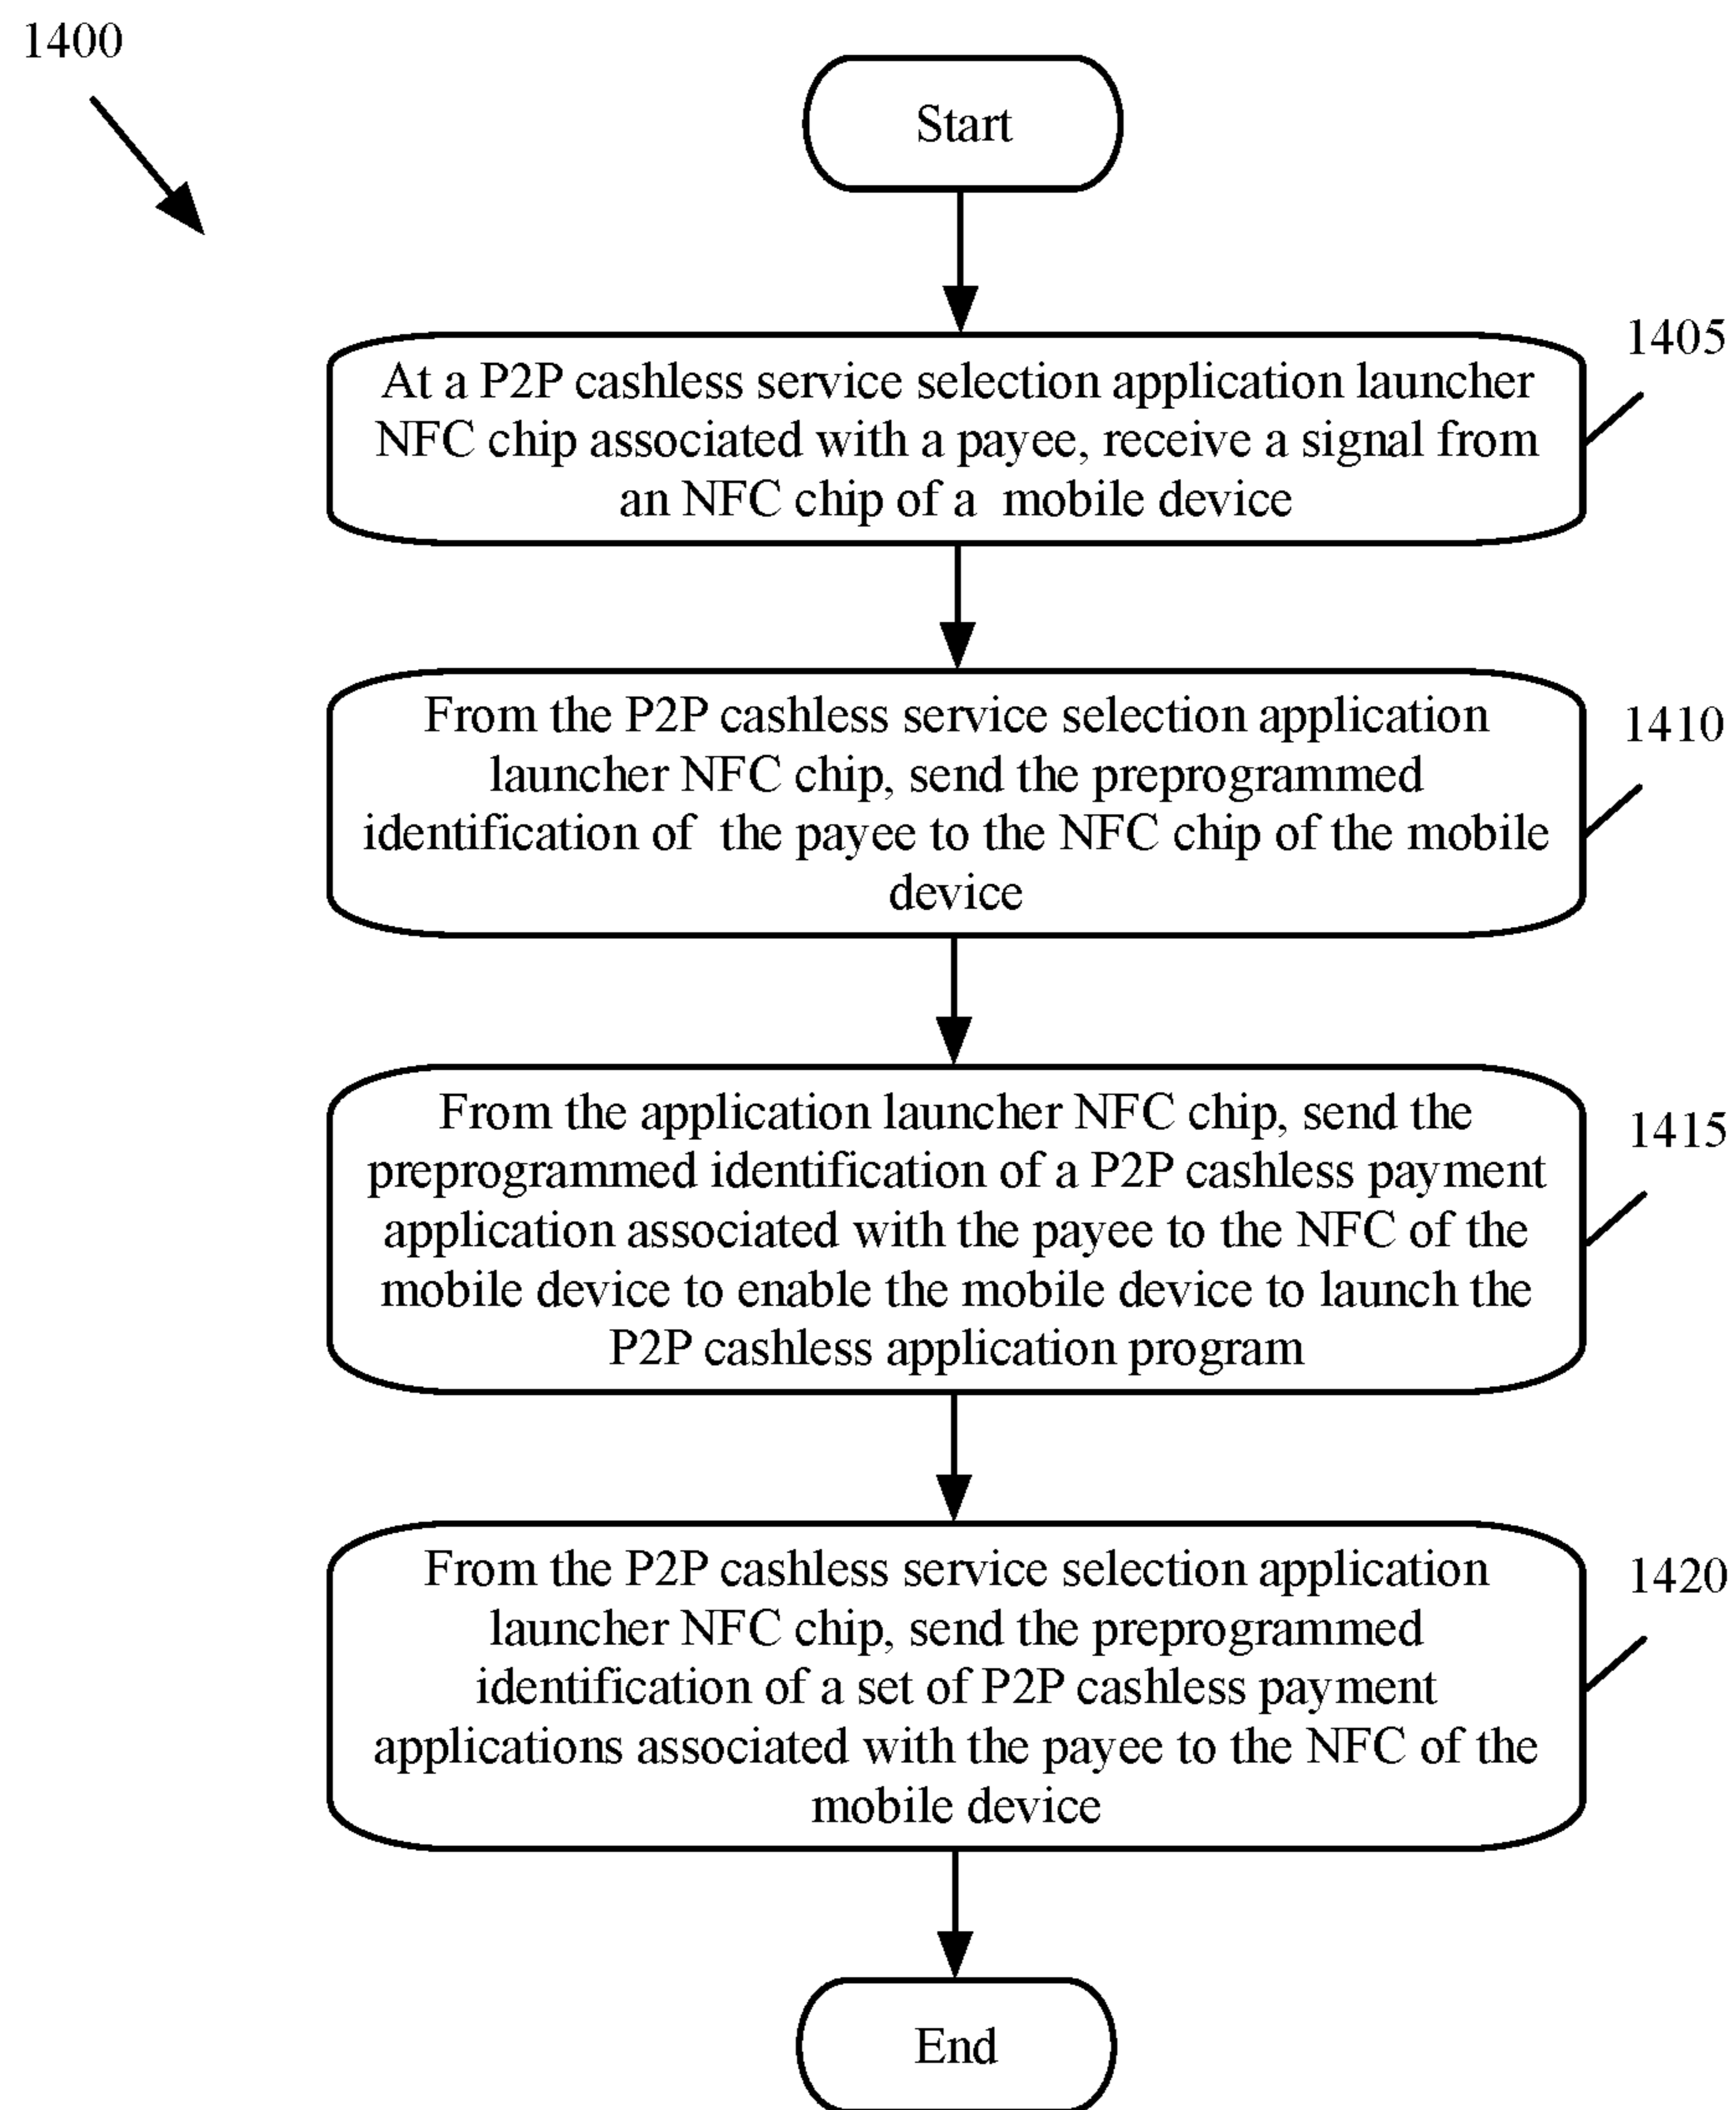 1400
Start
1405
At a P2P cashless service selection application launcher
NFC chip associated with a payee, receive a signal from
an NFC chip of a mobile device
1410
From the P2P cashless service selection application
launcher NFC chip, send the preprogrammed
identification of the payee to the NFC chip of the mobile
device
1415
From the application launcher NFC chip, send the
preprogrammed identification of a P2P cashless payment
application associated with the payee to the NFC of the
mobile device to enable the mobile device to launch the
P2P cashless application program
1420
From the P2P cashless service selection application
launcher NFC chip, send the preprogrammed
identification of a set of P2P cashless payment
applications associated with the payee to the NFC of the
mobile device
End